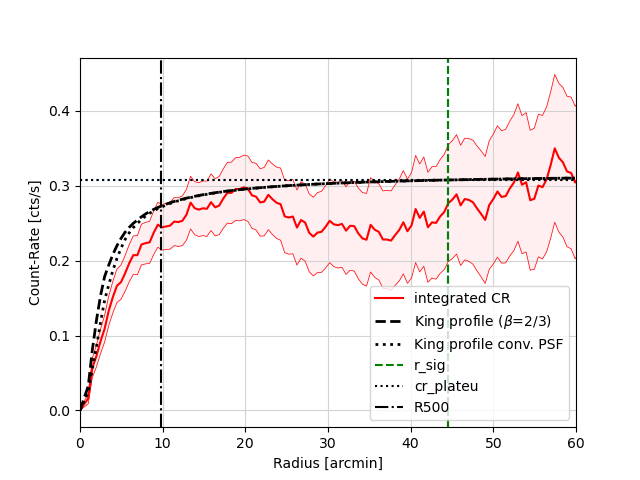 0.4
0.3
0.2
0.1
0.0
Count-Rate [cts/s]
integrated CR
King profile (β=2/3)
King profile conv. PSF
r_sig
cr_plateu
R500
0 10 20 30 40 50 60
Radius [arcmin]